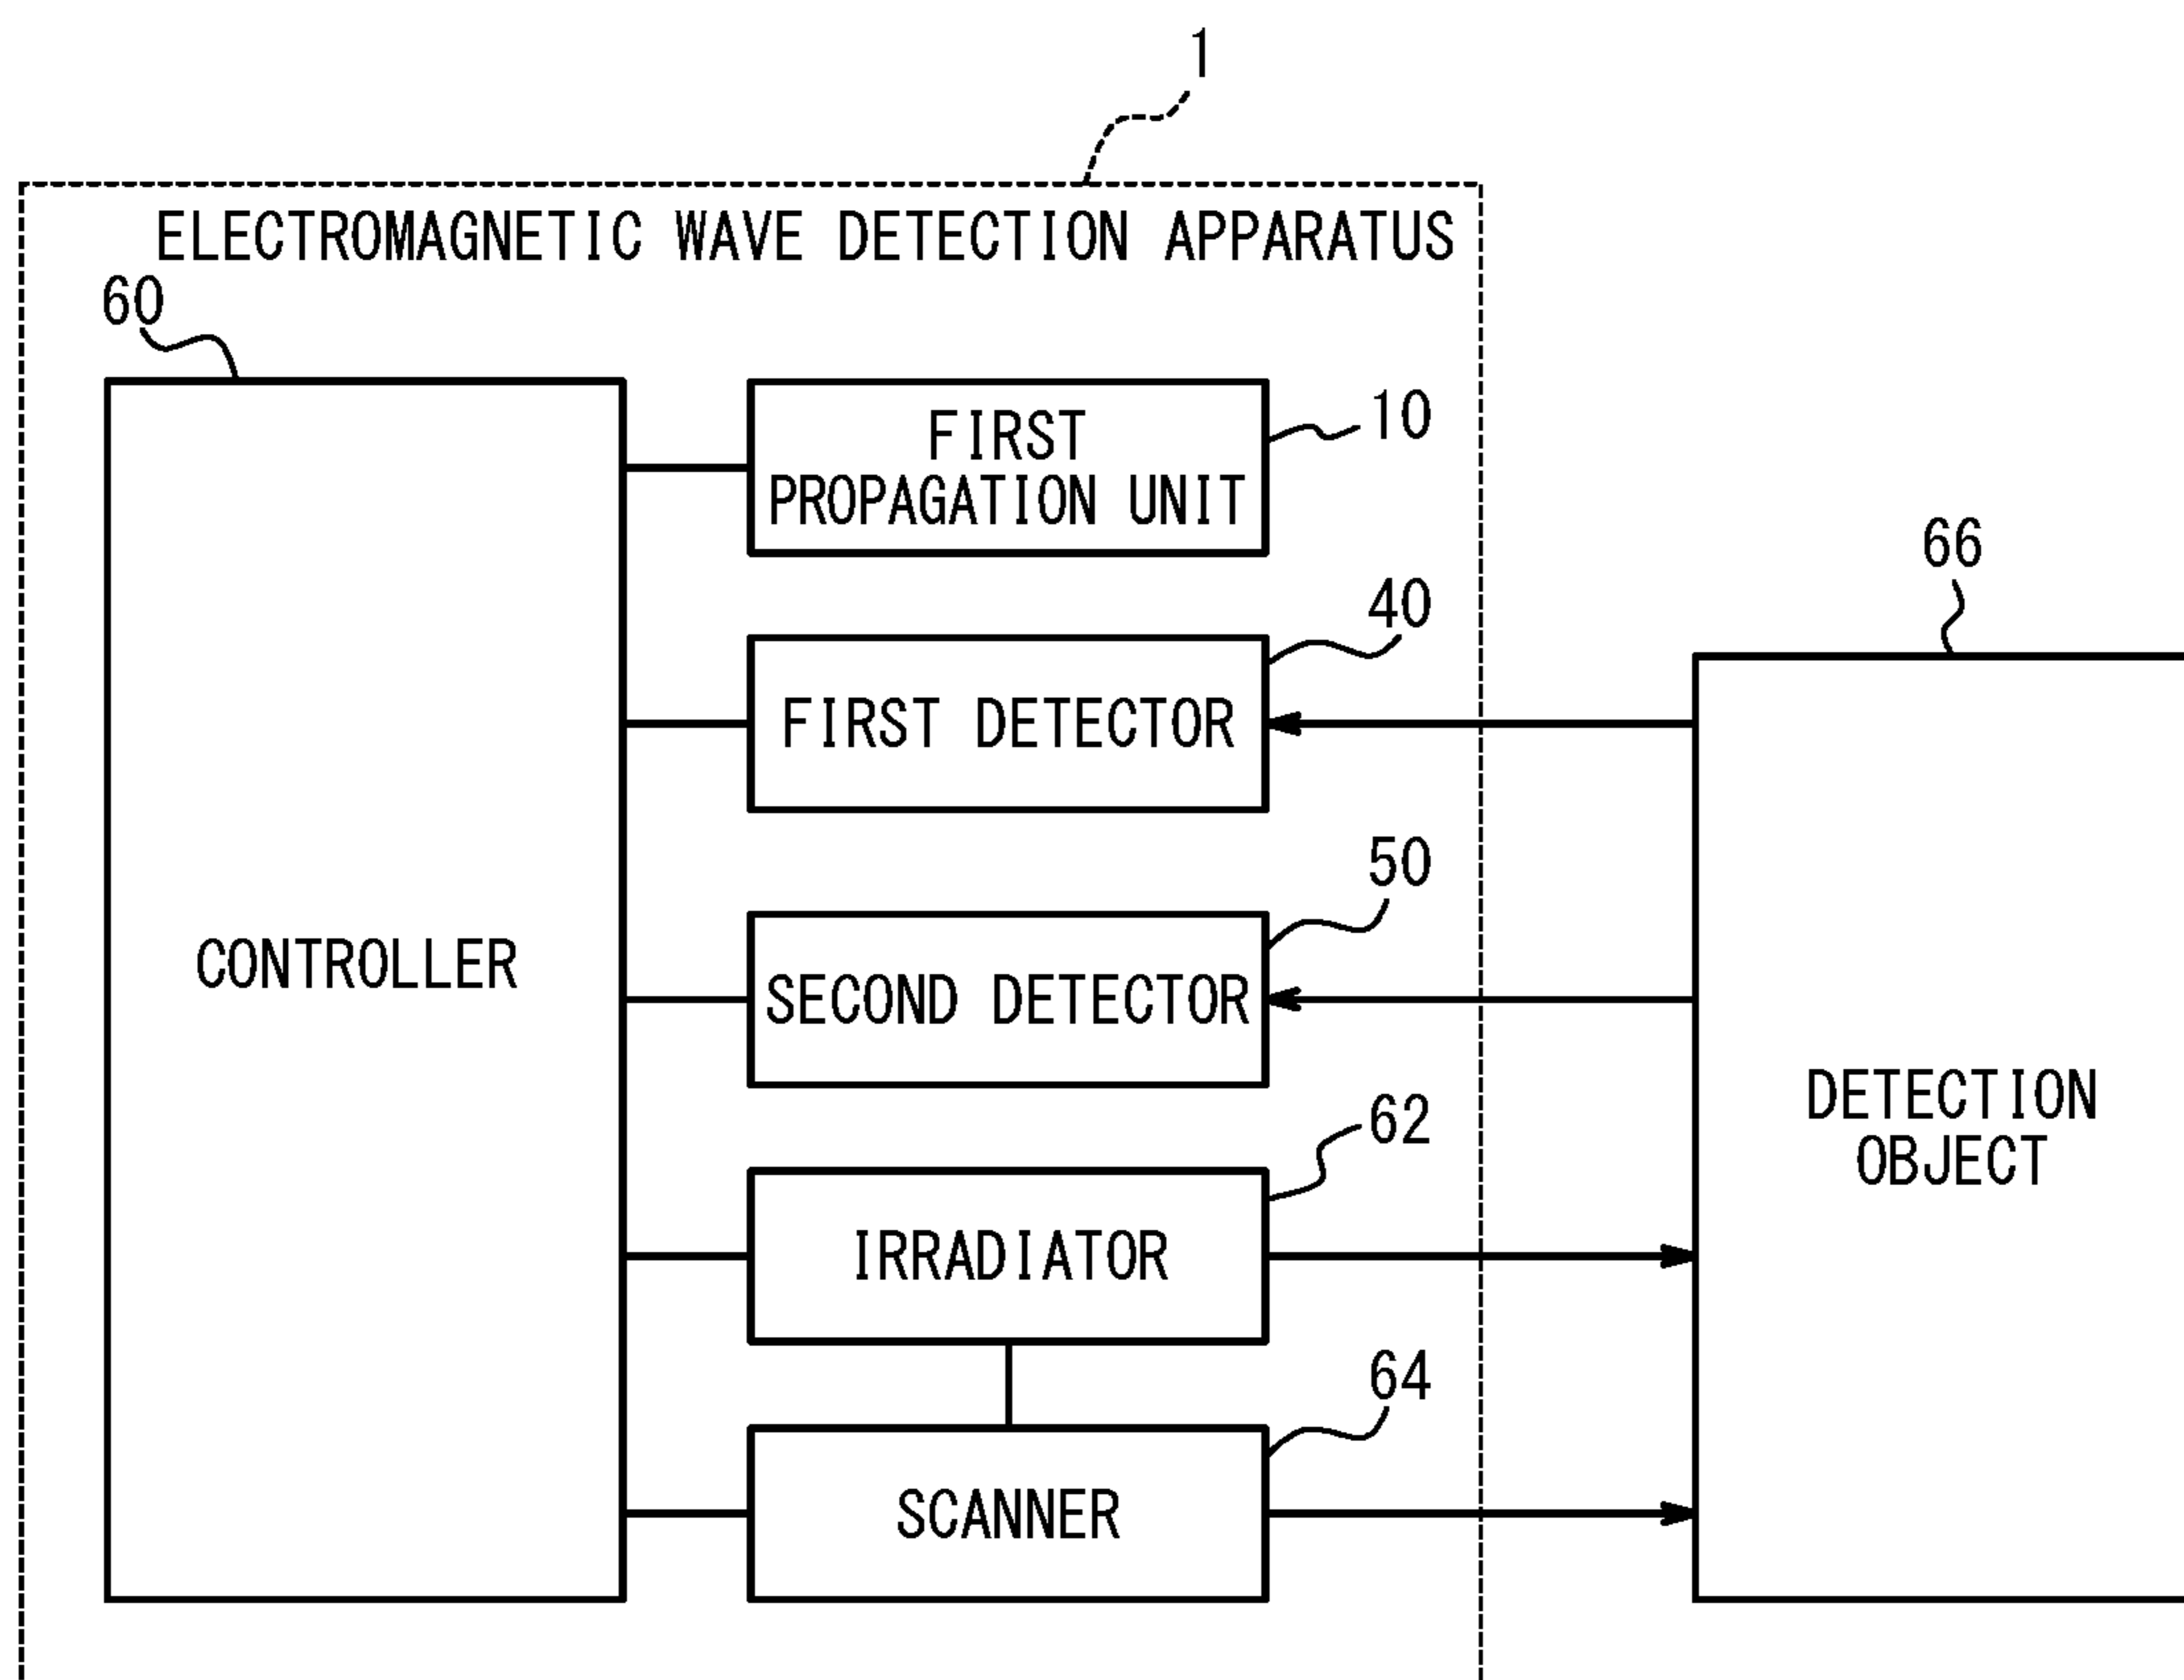 1
ELECTROMAGNETIC WAVE DETECTION APPARATUS
60
FIRST
PROPAGATION UNIT
10
66
40
FIRST DETECTOR
50
CONTROLLER
SECOND DETECTOR
DETECTION
OBJECT
62
IRRADIATOR
64
SCANNER